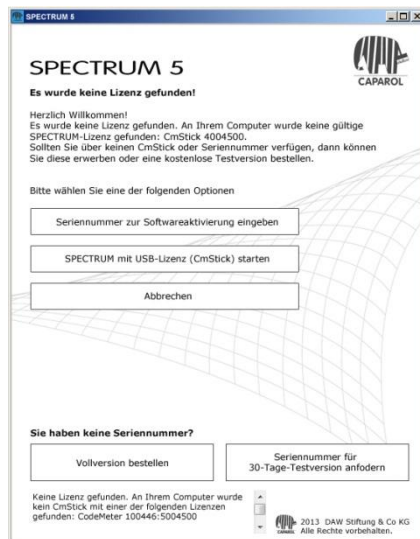 SPECTRUM 5
SPECTRUM 5
CAPAROL
Es wurde keine Lizenz gefunden!
Herzlich Willkommen!
Es wurde keine Lizenz gefunden. An Ihrem Computer wurde keine gültige
SPECTRUM-Lizenz gefunden: CmStick 4004500.
Sollten Sie über keinen CmStick oder Seriennummer verfügen, dann können
Sie diese erwerben oder eine kostenlose Testversion bestellen.
Bitte wählen Sie eine der folgenden Optionen
Seriennummer zur Softwareaktivierung eingeben
SPECTRUM mit USB-Lizenz (CmStick) starten
Abbrechen
Sie haben keine Seriennummer?
Vollversion bestellen
Seriennummer für
30-Tage-Testversion anfodern
Keine Lizenz gefunden. An Ihrem Computer wurde
kein CmStick mit einer der folgenden Lizenzen
gefunden: CodeMeter 100446:5004500
CAPAROL
2013 DAW Stiftung & Co KG
Alle Rechte vorbehalten.